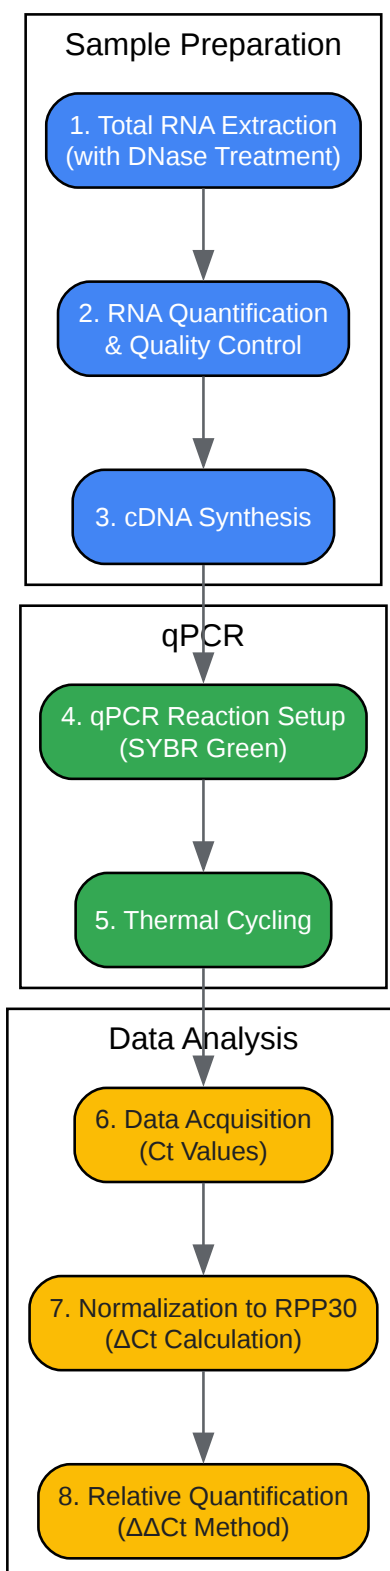 Sample Preparation
1. Total RNA Extraction
(with DNase Treatment)
2. RNA Quantification
& Quality Control
3. cDNA Synthesis
qPCR
4. qPCR Reaction Setup
(SYBR Green)
5. Thermal Cycling
Data Analysis
6. Data Acquisition
(Ct Values)
7. Normalization to RPP30
(ΔCt Calculation)
8. Relative Quantification
(ΔΔCt Method)